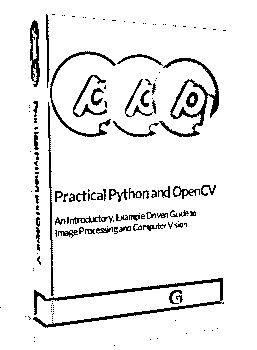 Practical Python and OpenCV
An Introductory, Example Driven Guide to
Image Processing and Computer Vision
G